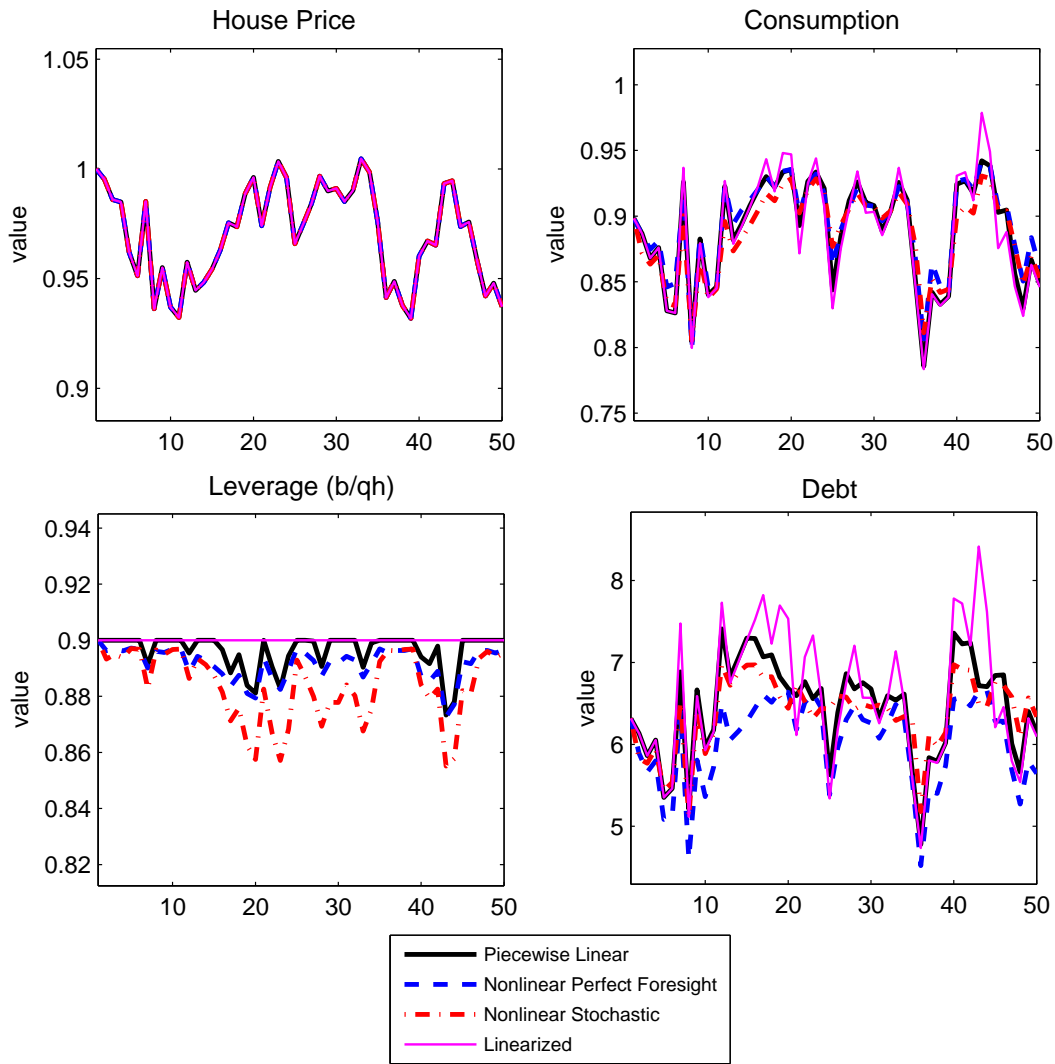 House Price
Consumption
1.05
1
0.95
0.9
value
10 20 30 40 50
1
0.95
0.9
0.85
0.8
0.75
value
10 20 30 40 50
Leverage (b/qh)
Debt
0.94
0.92
0.9
0.88
0.86
0.84
0.82
value
10 20 30 40 50
8
7
6
5
value
10 20 30 40 50
Piecewise Linear
Nonlinear Perfect Foresight
Nonlinear Stochastic
Linearized